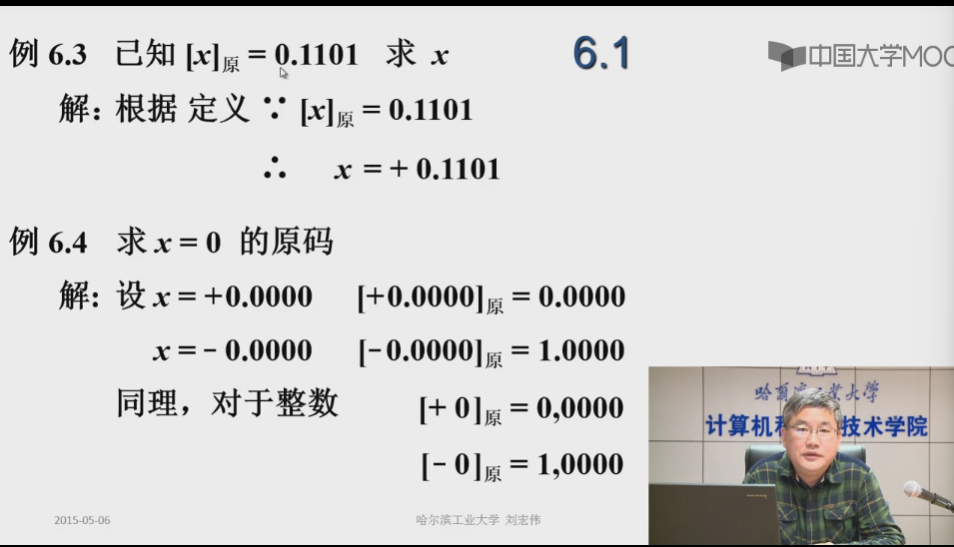 例 6.3 已知 [x]原 = 0.1101 求 x
6.1
中国大学MOO
解: 根据 定义 ∵ [x]原 = 0.1101
∴ x = + 0.1101
例 6.4 求 x = 0 的原码
解: 设 x = +0.0000 [+0.0000]原 = 0.0000
x = − 0.0000 [− 0.0000]原 = 1.0000
同理，对于整数 [+ 0]原 = 0,0000
[− 0]原 = 1,0000
哈尔滨工业大学
计算机 技术学院
2015-05-06
哈尔滨工业大学 刘宏伟